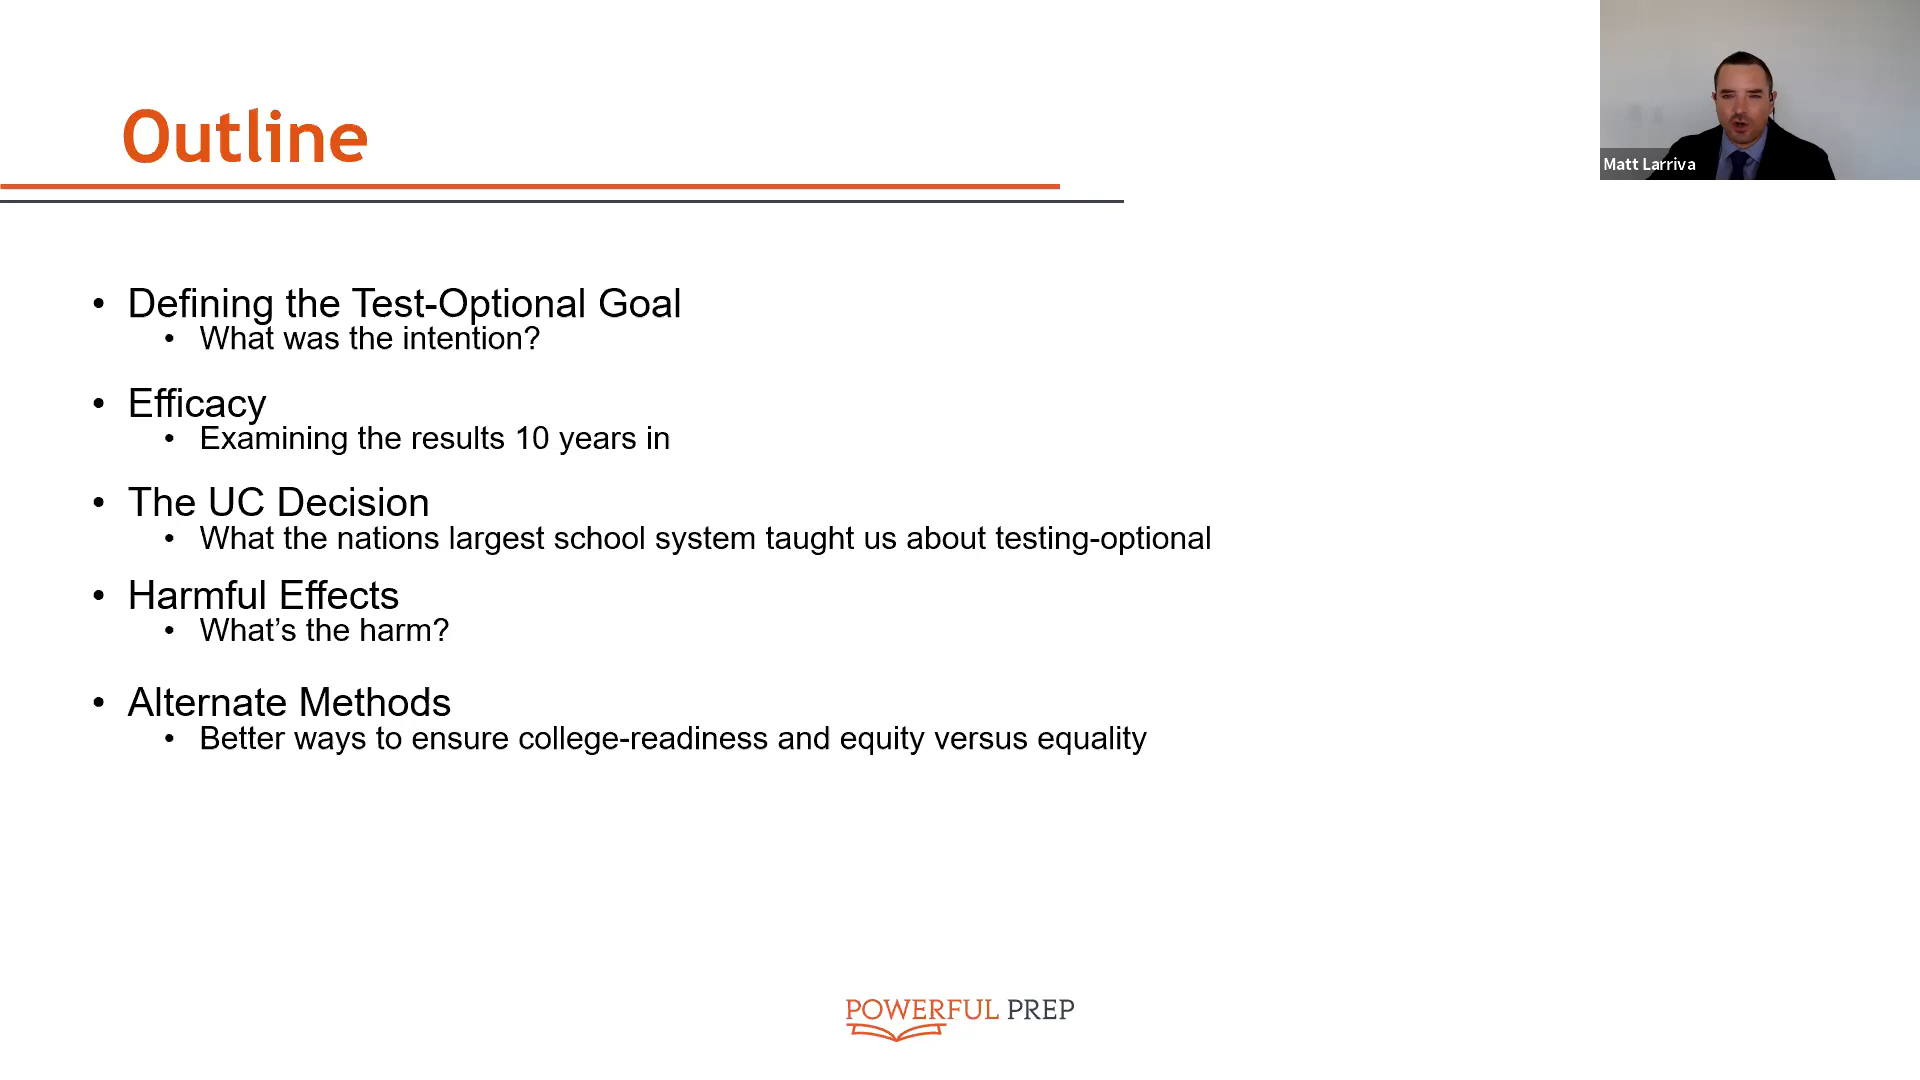 Outline
Matt Larriva
• Defining the Test-Optional Goal
• What was the intention?
• Efficacy
• Examining the results 10 years in
• The UC Decision
• What the nations largest school system taught us about testing-optional
• Harmful Effects
• What’s the harm?
• Alternate Methods
• Better ways to ensure college-readiness and equity versus equality
POWERFUL PREP